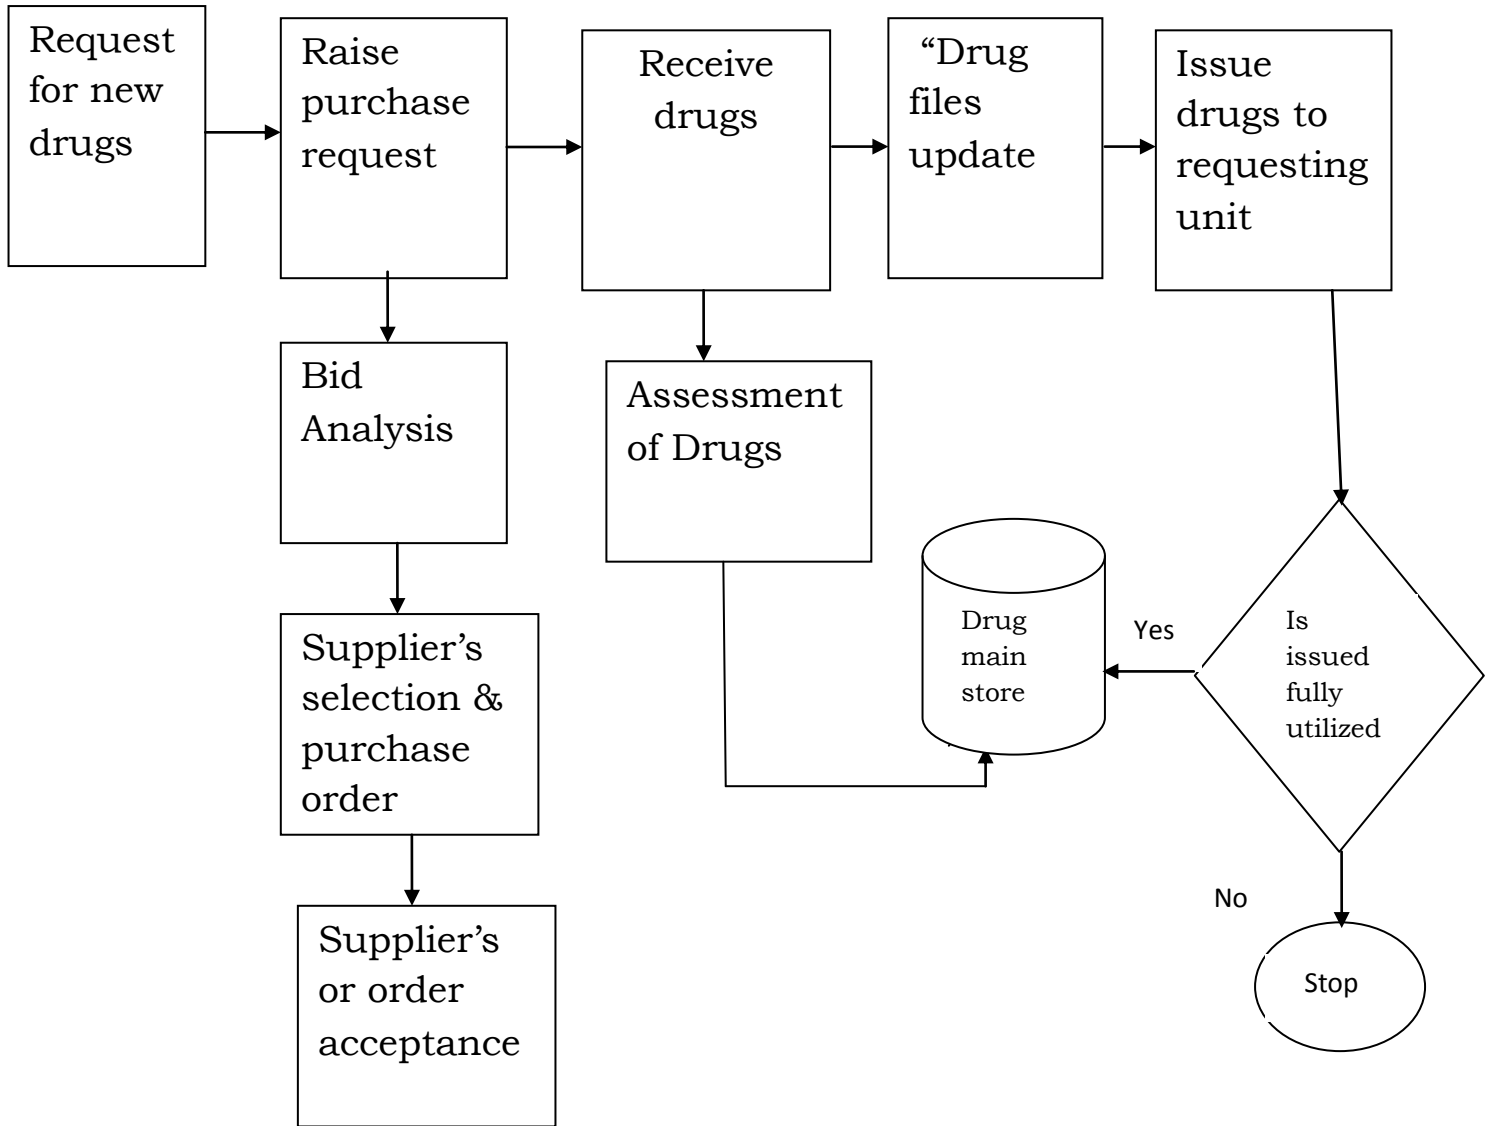 Request
for new
drugs
Raise
purchase
request
Receive
drugs
“Drug
files
update
Issue
drugs to
requesting
unit
Bid
Analysis
Assessment
of Drugs
Supplier’s
selection &
purchase
order
Drug
main
store
Yes
Is
issued
fully
utilized
No
Supplier’s
or order
acceptance
Stop